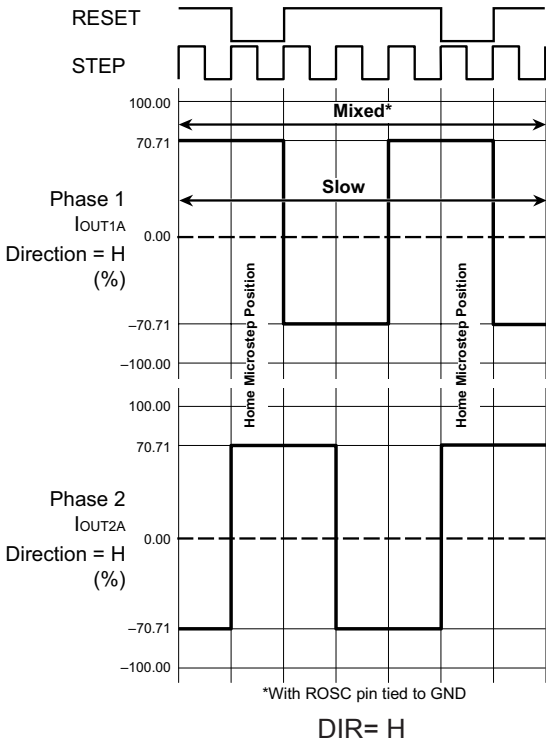 RESET
STEP
100.00
Mixed*
70.71
Slow
Phase 1
IOUT1A
0.00
Direction = H
(%)
Home Microstep Position
Home Microstep Position
–70.71
–100.00
100.00
70.71
Phase 2
IOUT2A
0.00
Direction = H
(%)
–70.71
–100.00
*With ROSC pin tied to GND
DIR= H